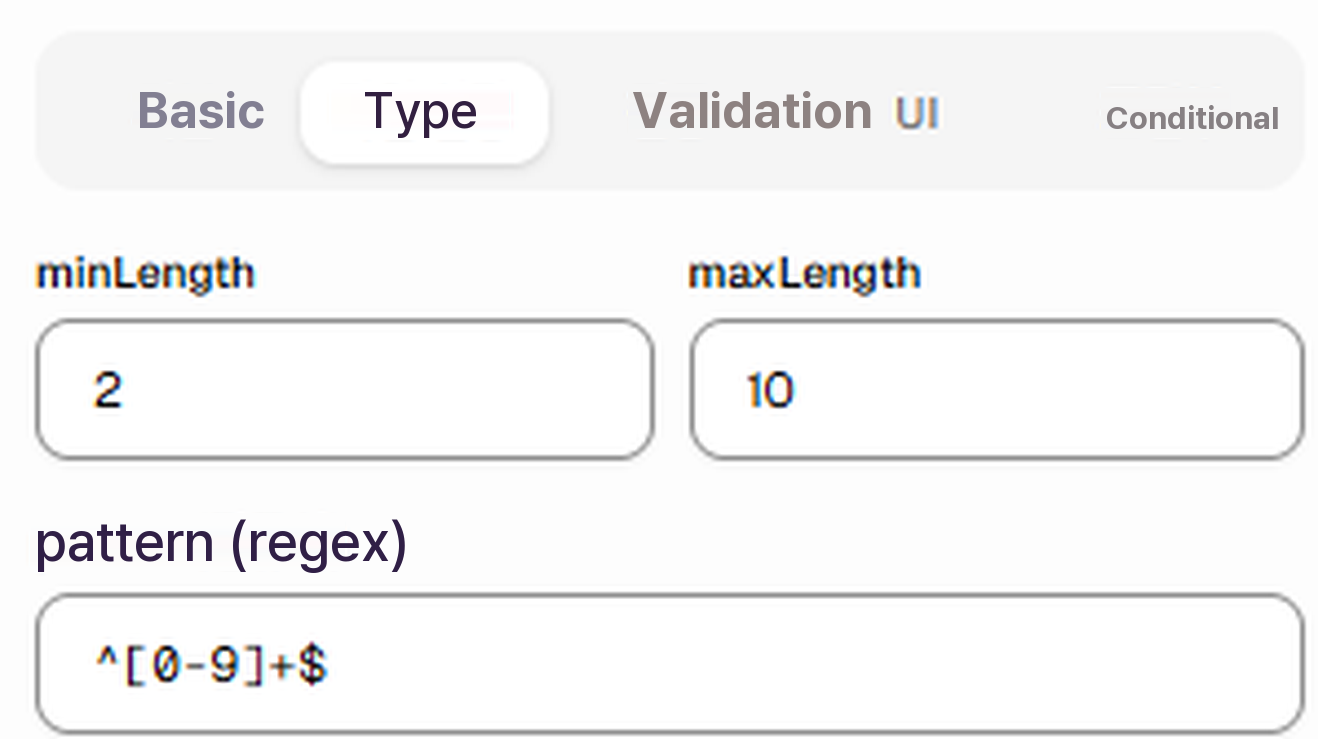 Basic Type Validation UI Conditional
minLength maxLength
2 10
pattern (regex)
^[0-9]+$